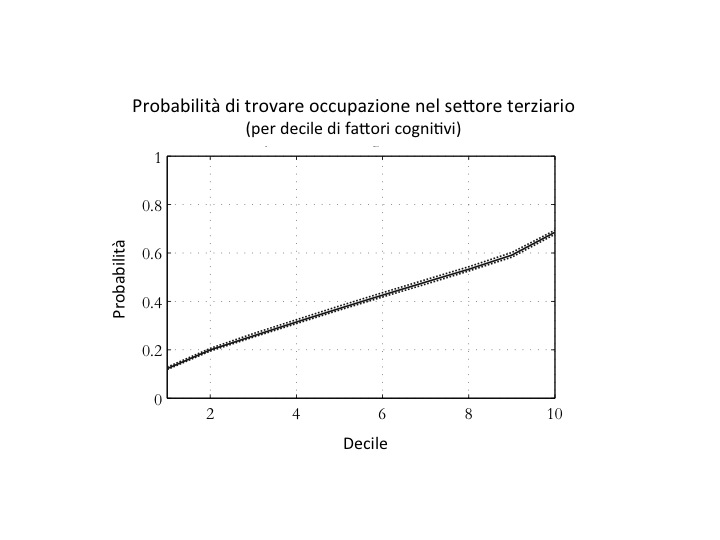 Probabilità di trovare occupazione nel settore terziario
(per decile di fattori cognitivi)
1
0.8
0.6
0.4
0.2
0
Probabilità
2 4 6 8 10
Decile